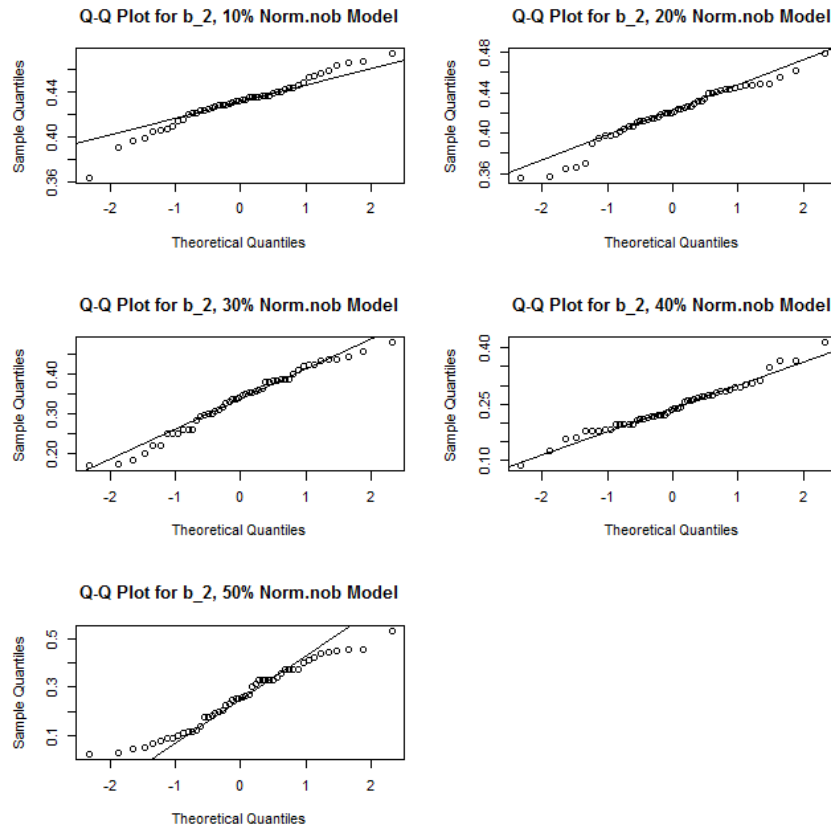 Q-Q Plot for b_2, 10% Norm.nob Model
Sample Quantiles
0.36 0.40 0.44
-2 -1 0 1 2
Theoretical Quantiles
Q-Q Plot for b_2, 20% Norm.nob Model
Sample Quantiles
0.36 0.40 0.44 0.48
-2 -1 0 1 2
Theoretical Quantiles
Q-Q Plot for b_2, 30% Norm.nob Model
Sample Quantiles
0.20 0.30 0.40
-2 -1 0 1 2
Theoretical Quantiles
Q-Q Plot for b_2, 40% Norm.nob Model
Sample Quantiles
0.10 0.25 0.40
-2 -1 0 1 2
Theoretical Quantiles
Q-Q Plot for b_2, 50% Norm.nob Model
Sample Quantiles
0.1 0.3 0.5
-2 -1 0 1 2
Theoretical Quantiles